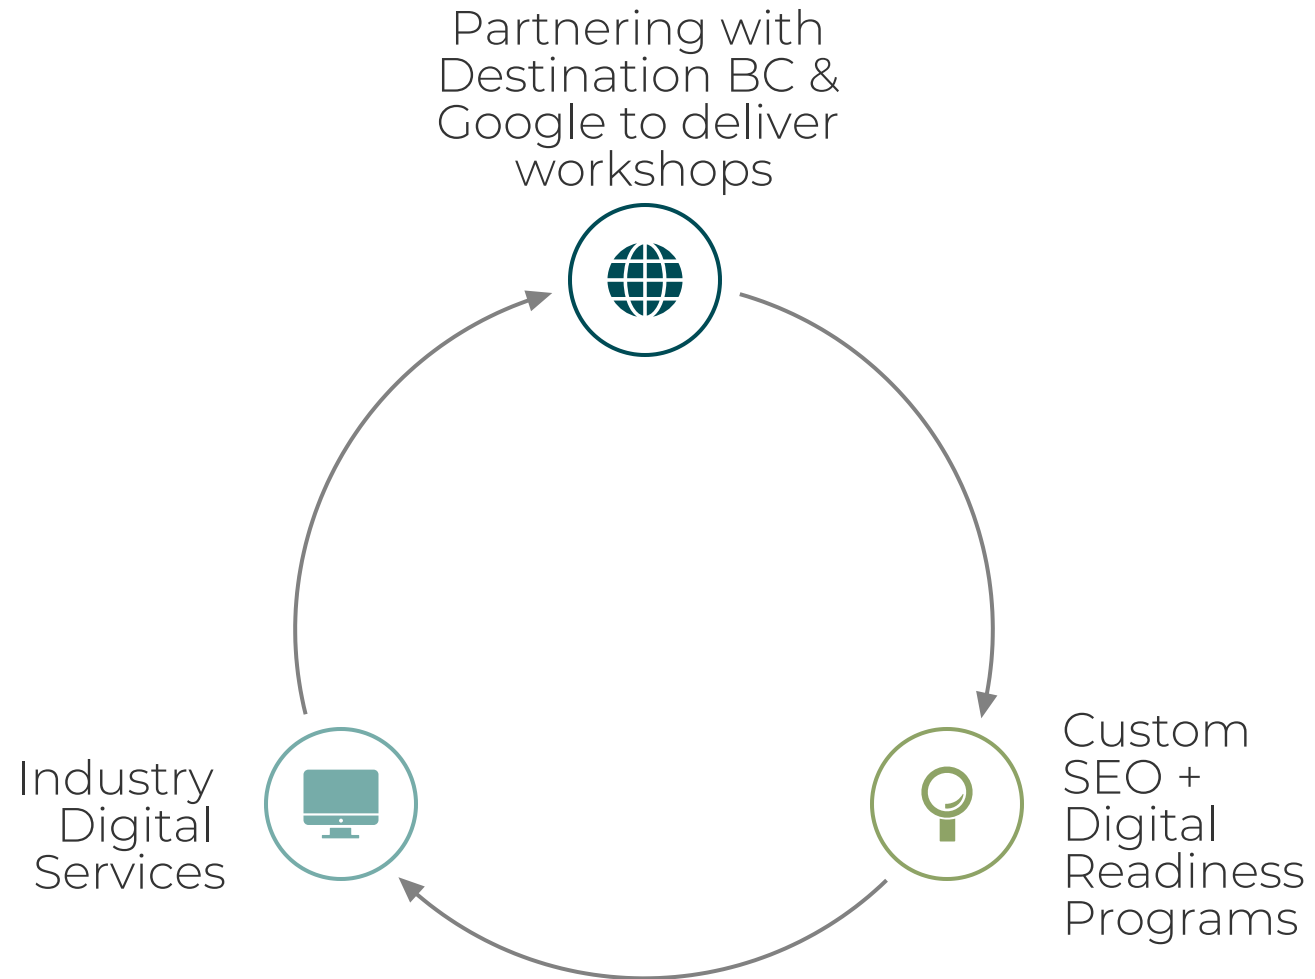 Partnering with
Destination BC &
Google to deliver
workshops
Custom
SEO +
Digital
Readiness
Programs
Industry
Digital
Services